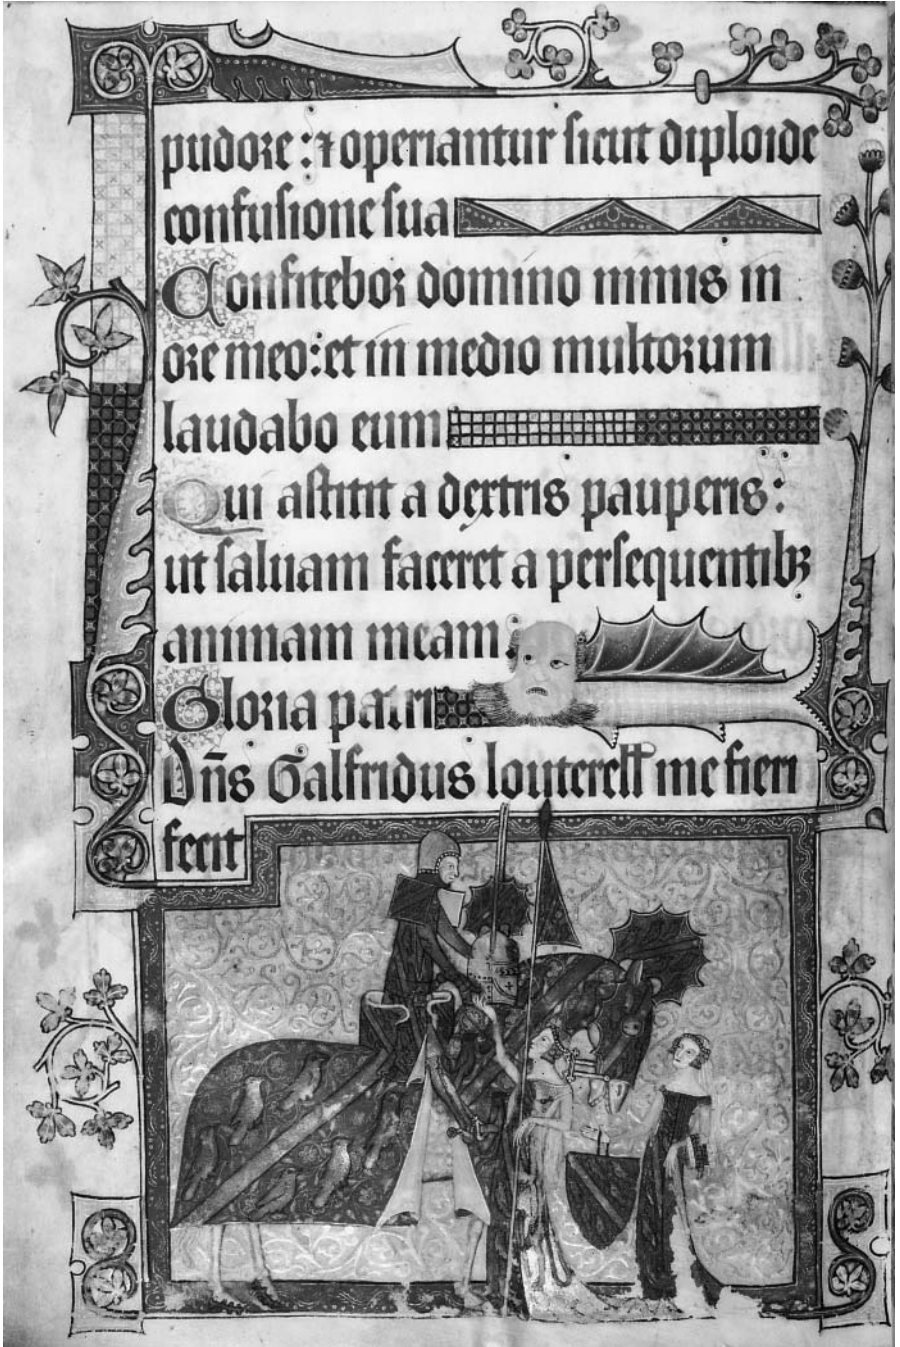 pudore : ⁊ operiantur sicut diploide
confusione sua
Confitebor domino nimis in
ore meo : et in medio multorum
laudabo eum
Qui astitit a dextris pauperis :
ut saluam faceret a persequentibꝫ
animam meam
Gloria patri
Dn̄s Galfridus louterell me fieri
fecit